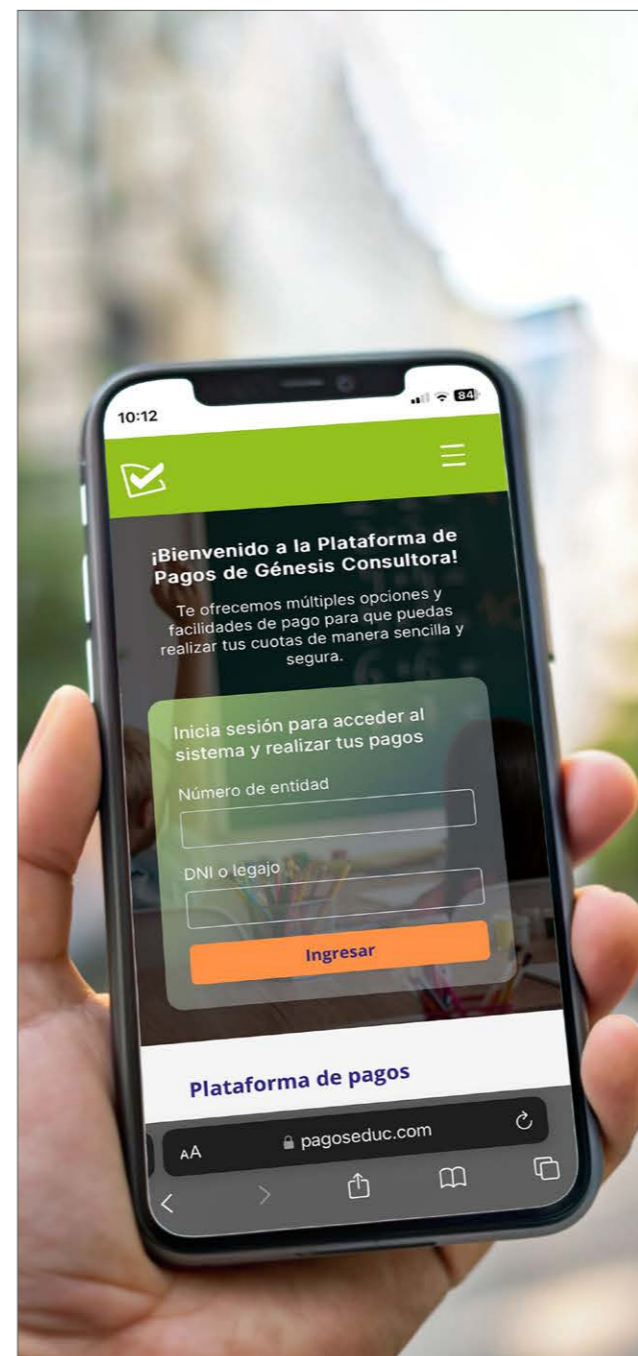 10:12
84
¡Bienvenido a la Plataforma de
Pagos de Génesis Consultora!
Te ofrecemos múltiples opciones y
facilidades de pago para que puedas
realizar tus cuotas de manera sencilla y
segura.
Inicia sesión para acceder al
sistema y realizar tus pagos
Número de entidad
DNI o legajo
Ingresar
Plataforma de pagos
AA
pagoseduc.com